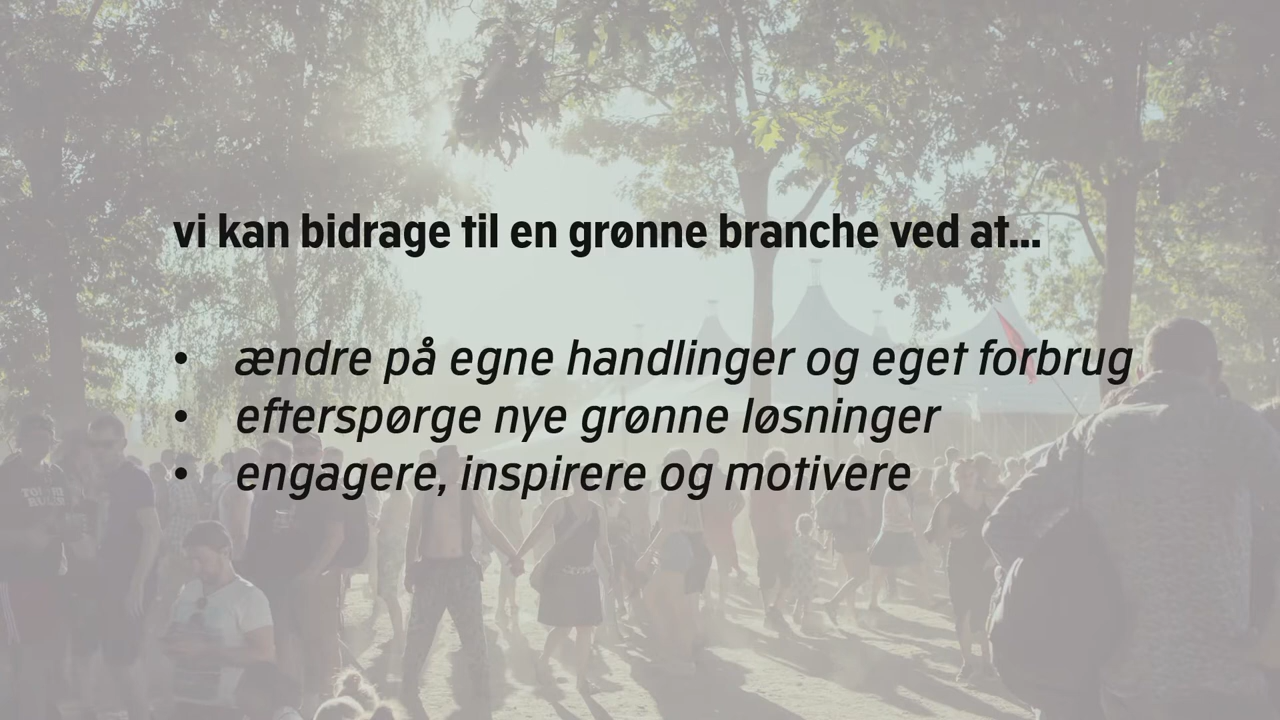 vi kan bidrage til en grønne branche ved at...
• ændre på egne handlinger og eget forbrug
• efterspørge nye grønne løsninger
• engagere, inspirere og motivere